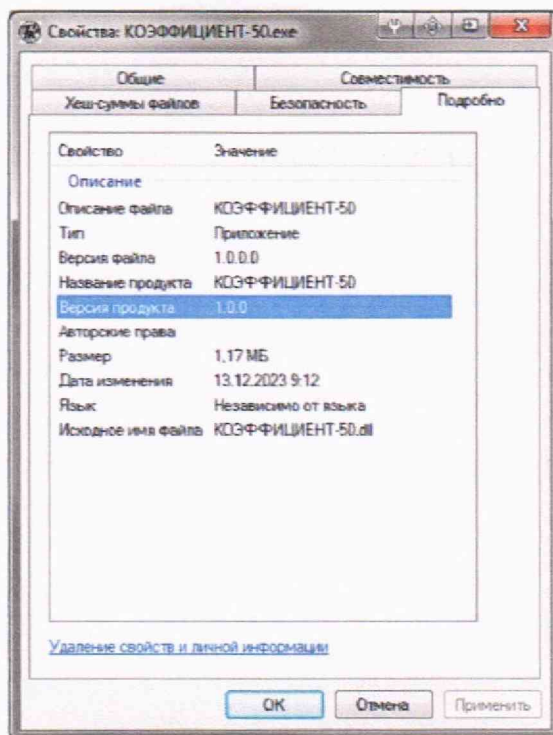 Свойства: КОЭФФИЦИЕНТ-50.exe
Общие Совместимость
Хеш-суммы файлов Безопасность Подробно
Свойство Значение
Описание
Описание файла КОЭФФИЦИЕНТ-50
Тип Приложение
Версия файла 1.0.0.0
Название продукта КОЭФФИЦИЕНТ-50
Версия продукта 1.0.0
Авторские права
Размер 1,17 МБ
Дата изменения 13.12.2023 9:12
Язык Независимо от языка
Исходное имя файла КОЭФФИЦИЕНТ-50.dll
Удаление свойств и личной информации
ОК Отмена Применить